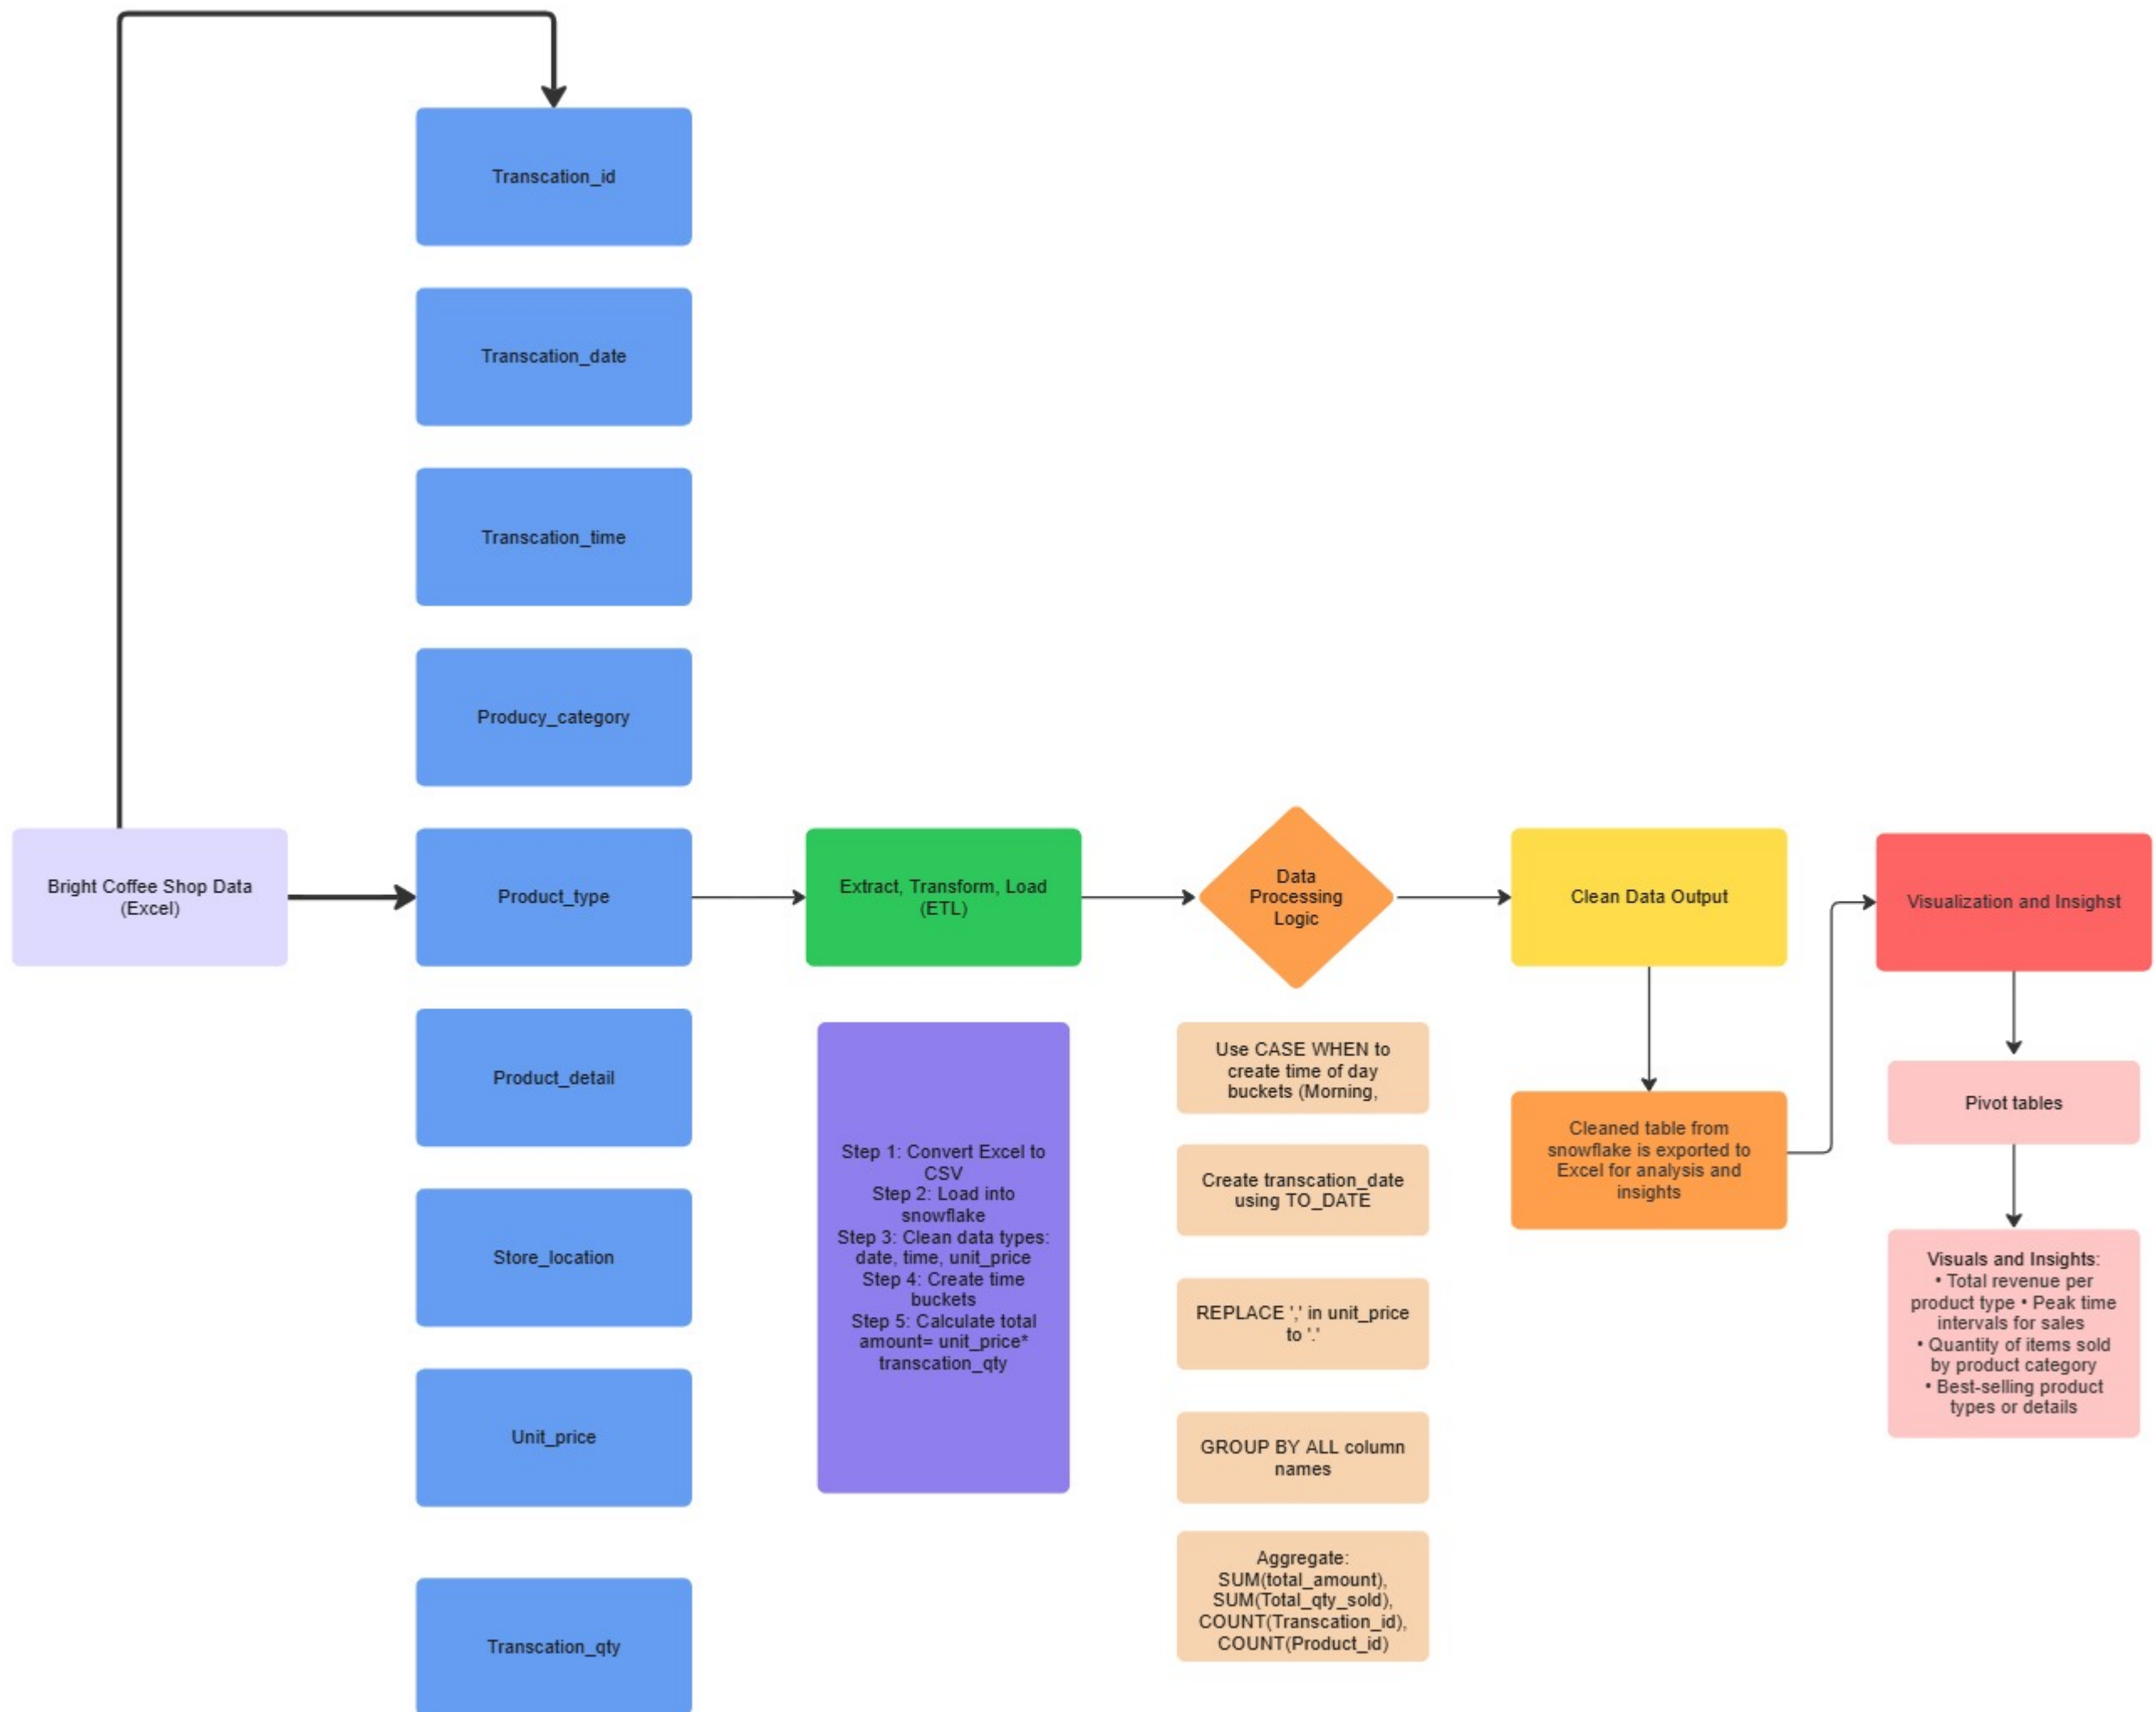 Transcation_id
Transcation_date
Transcation_time
Producy_category
Bright Coffee Shop Data
(Excel)
Product_type
Extract, Transform, Load
(ETL)
Data
Processing
Logic
Clean Data Output
Visualization and Insighst
Product_detail
Store_location
Unit_price
Transcation_qty
Step 1: Convert Excel to
CSV
Step 2: Load into
snowflake
Step 3: Clean data types:
date, time, unit_price
Step 4: Create time
buckets
Step 5: Calculate total
amount= unit_price*
transcation_qty
Use CASE WHEN to
create time of day
buckets (Morning,
Create transcation_date
using TO_DATE
REPLACE ',' in unit_price
to '.'
GROUP BY ALL column
names
Aggregate:
SUM(total_amount),
SUM(Total_qty_sold),
COUNT(Transcation_id),
COUNT(Product_id)
Cleaned table from
snowflake is exported to
Excel for analysis and
insights
Pivot tables
Visuals and Insights:
• Total revenue per
product type • Peak time
intervals for sales
• Quantity of items sold
by product category
• Best-selling product
types or details